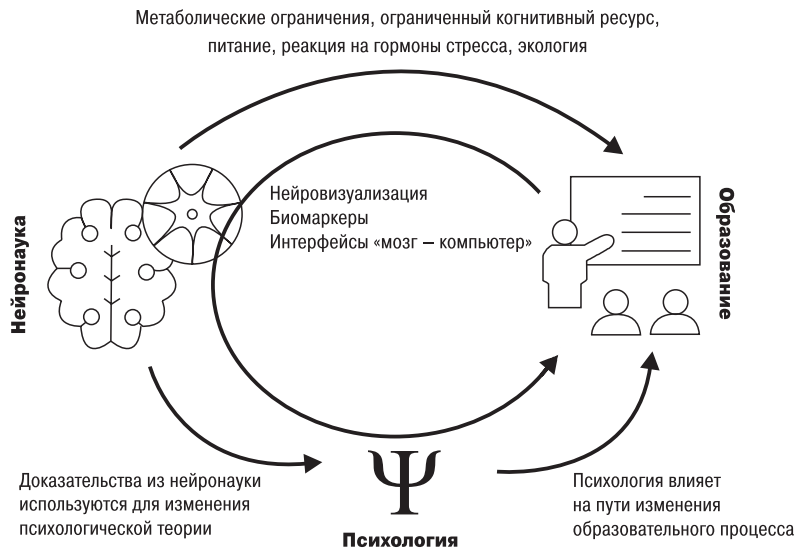 Метаболические ограничения, ограниченный когнитивный ресурс,
питание, реакция на гормоны стресса, экология
Нейровизуализация
Биомаркеры
Интерфейсы «мозг – компьютер»
Нейронаука
Образование
Доказательства из нейронауки
используются для изменения
психологической теории
Психология
Психология влияет
на пути изменения
образовательного процесса